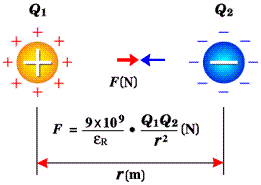 Q₁ Q₂
+ + + + + + + + + + − − − − − − − −
F(N)
F = 9×10⁹/εR • Q₁Q₂/r² (N)
r(m)